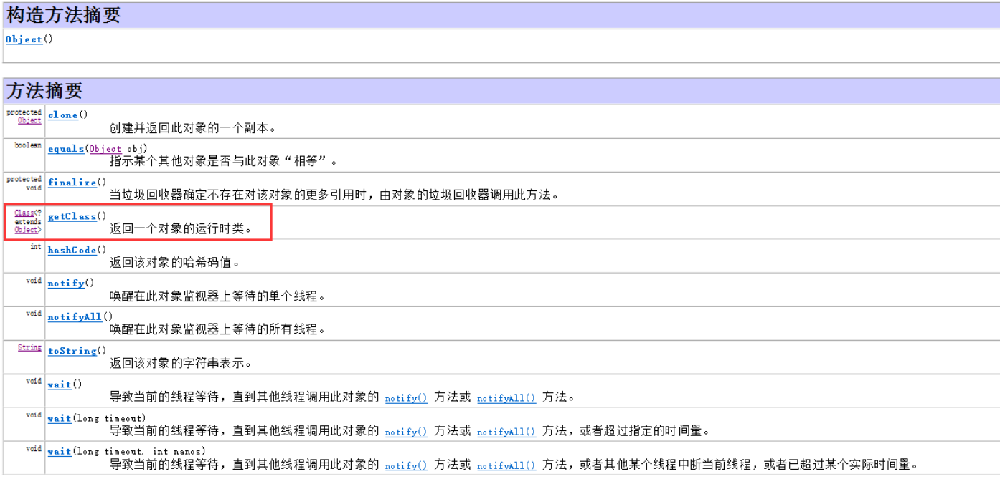 构造方法摘要
Object()
方法摘要
protected Object clone()
创建并返回此对象的一个副本。
boolean equals(Object obj)
指示某个其他对象是否与此对象“相等”。
protected void finalize()
当垃圾回收器确定不存在对该对象的更多引用时，由对象的垃圾回收器调用此方法。
Class<? extends Object> getClass()
返回一个对象的运行时类。
int hashCode()
返回该对象的哈希码值。
void notify()
唤醒在此对象监视器上等待的单个线程。
void notifyAll()
唤醒在此对象监视器上等待的所有线程。
String toString()
返回该对象的字符串表示。
void wait()
导致当前的线程等待，直到其他线程调用此对象的 notify() 方法或 notifyAll() 方法。
void wait(long timeout)
导致当前的线程等待，直到其他线程调用此对象的 notify() 方法或 notifyAll() 方法，或者超过指定的时间量。
void wait(long timeout, int nanos)
导致当前的线程等待，直到其他线程调用此对象的 notify() 方法或 notifyAll() 方法，或者其他某个线程中断当前线程，或者已超过某个实际时间量。